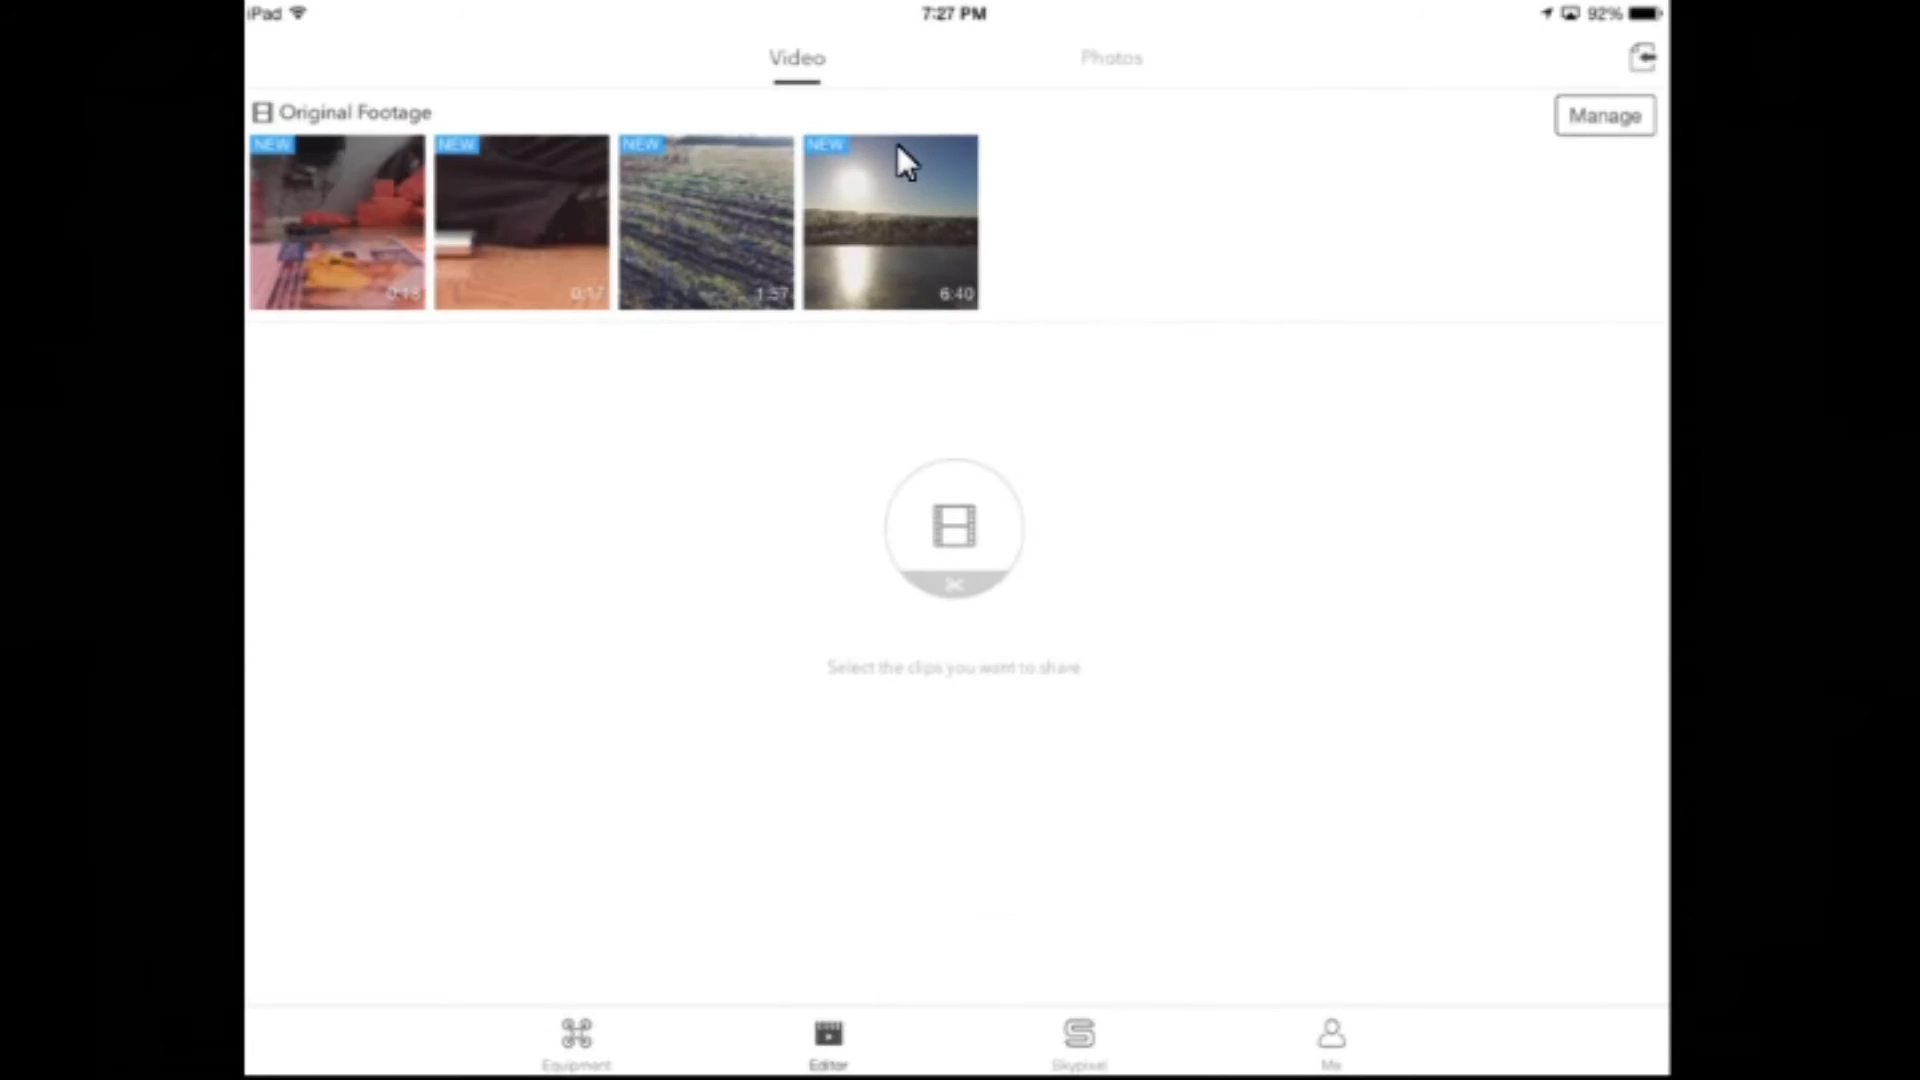 iPad 7:27 PM 92%
Video Photos
Original Footage Manage
NEW NEW NEW NEW
0:18 0:17 1:57 6:40
Select the clips you want to share
Equipment Editor Skypixel Me